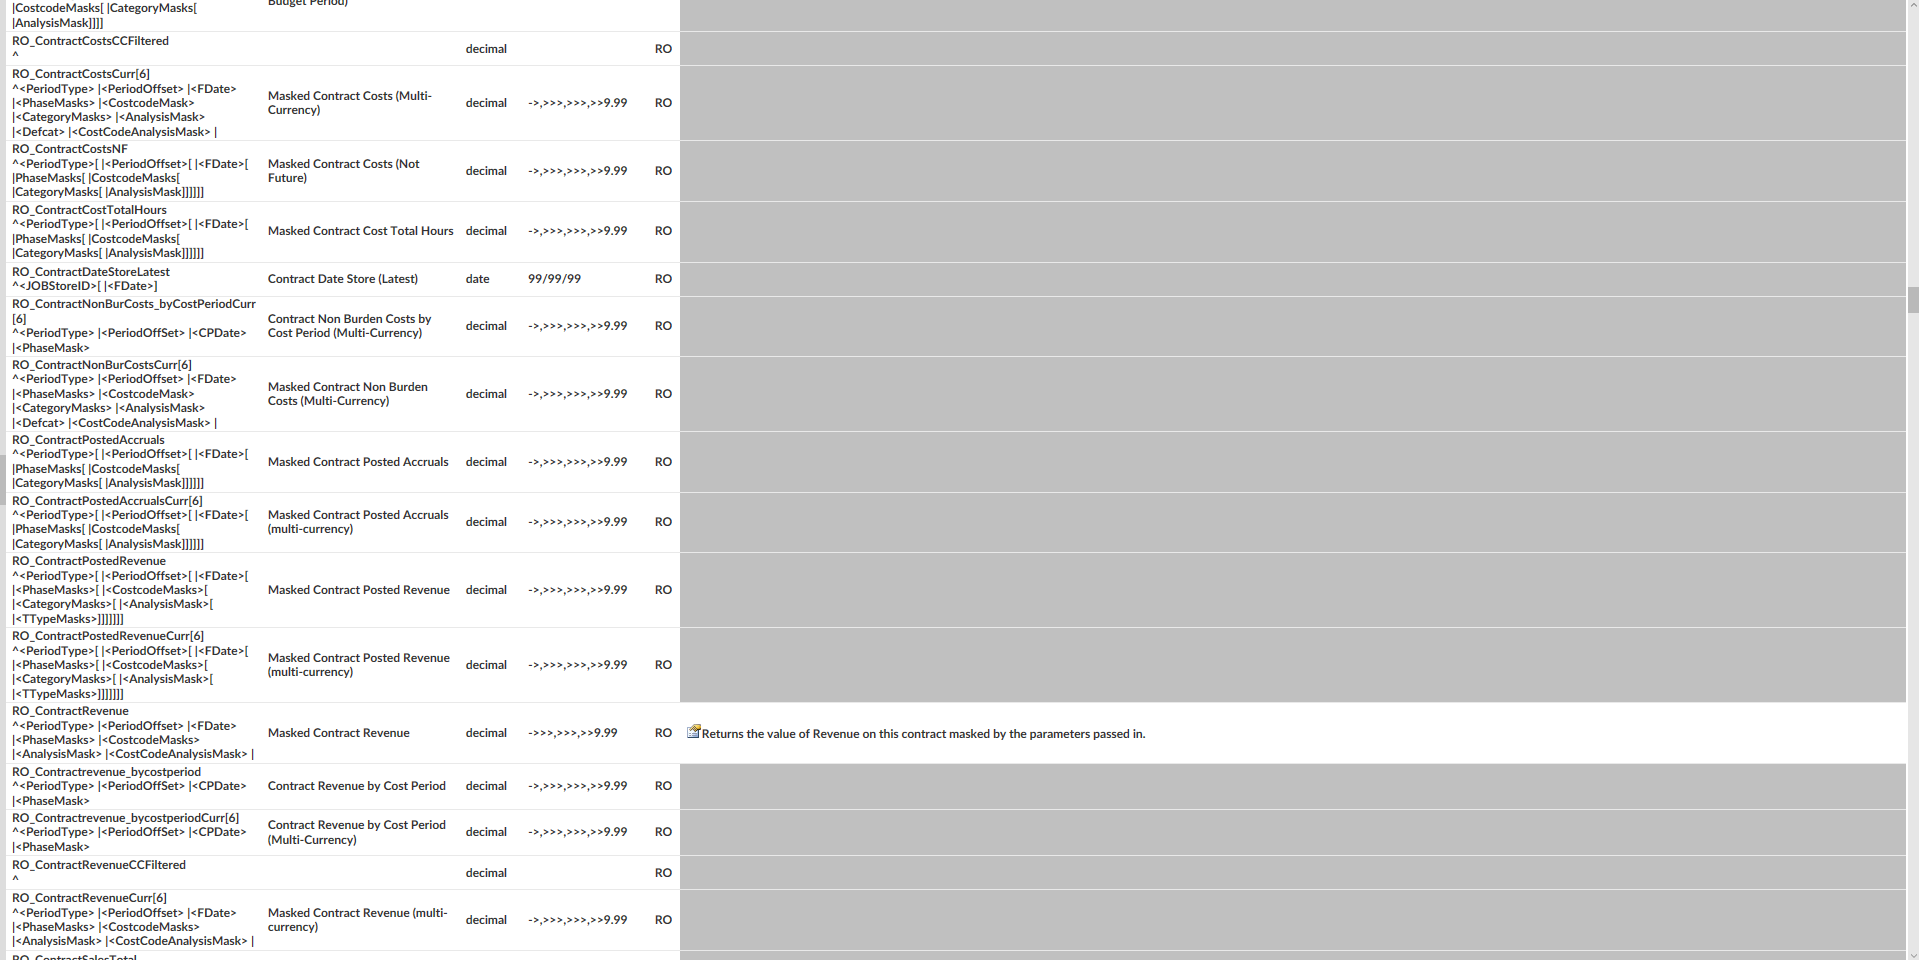 |CostcodeMasks[ |CategoryMasks[
|AnalysisMask]]]]
Budget Period)
RO_ContractCostsCCFiltered
^
decimal
RO
RO_ContractCostsCurr[6]
^<PeriodType> |<PeriodOffset> |<FDate>
|<PhaseMasks> |<CostcodeMask>
|<CategoryMasks> |<AnalysisMask>
|<Defcat> |<CostCodeAnalysisMask> |
Masked Contract Costs (Multi-
Currency)
decimal
->,>>>,>>>,>>9.99
RO
RO_ContractCostsNF
^<PeriodType>[ |<PeriodOffset>[ |<FDate>[
|PhaseMasks[ |CostcodeMasks[
|CategoryMasks[ |AnalysisMask]]]]]]
Masked Contract Costs (Not
Future)
decimal
->,>>>,>>>,>>9.99
RO
RO_ContractCostTotalHours
^<PeriodType>[ |<PeriodOffset>[ |<FDate>[
|PhaseMasks[ |CostcodeMasks[
|CategoryMasks[ |AnalysisMask]]]]]]
Masked Contract Cost Total Hours
decimal
->,>>>,>>>,>>9.99
RO
RO_ContractDateStoreLatest
^<JOBStoreID>[ |<FDate>]
Contract Date Store (Latest)
date
99/99/99
RO
RO_ContractNonBurCosts_byCostPeriodCurr
[6]
^<PeriodType> |<PeriodOffSet> |<CPDate>
|<PhaseMask>
Contract Non Burden Costs by
Cost Period (Multi-Currency)
decimal
->,>>>,>>>,>>9.99
RO
RO_ContractNonBurCostsCurr[6]
^<PeriodType> |<PeriodOffset> |<FDate>
|<PhaseMasks> |<CostcodeMask>
|<CategoryMasks> |<AnalysisMask>
|<Defcat> |<CostCodeAnalysisMask> |
Masked Contract Non Burden
Costs (Multi-Currency)
decimal
->,>>>,>>>,>>9.99
RO
RO_ContractPostedAccruals
^<PeriodType>[ |<PeriodOffset>[ |<FDate>[
|PhaseMasks[ |CostcodeMasks[
|CategoryMasks[ |AnalysisMask]]]]]]
Masked Contract Posted Accruals
decimal
->,>>>,>>>,>>9.99
RO
RO_ContractPostedAccrualsCurr[6]
^<PeriodType>[ |<PeriodOffset>[ |<FDate>[
|PhaseMasks[ |CostcodeMasks[
|CategoryMasks[ |AnalysisMask]]]]]]
Masked Contract Posted Accruals
(multi-currency)
decimal
->,>>>,>>>,>>9.99
RO
RO_ContractPostedRevenue
^<PeriodType>[ |<PeriodOffset>[ |<FDate>[
|<PhaseMasks>[ |<CostcodeMasks>[
|<CategoryMasks>[ |<AnalysisMask>[
|<TTypeMasks>]]]]]]]
Masked Contract Posted Revenue
decimal
->,>>>,>>>,>>9.99
RO
RO_ContractPostedRevenueCurr[6]
^<PeriodType>[ |<PeriodOffset>[ |<FDate>[
|<PhaseMasks>[ |<CostcodeMasks>[
|<CategoryMasks>[ |<AnalysisMask>[
|<TTypeMasks>]]]]]]]
Masked Contract Posted Revenue
(multi-currency)
decimal
->,>>>,>>>,>>9.99
RO
RO_ContractRevenue
^<PeriodType> |<PeriodOffset> |<FDate>
|<PhaseMasks> |<CostcodeMasks>
|<AnalysisMask> |<CostCodeAnalysisMask> |
Masked Contract Revenue
decimal
->>>,>>>,>>9.99
RO
Returns the value of Revenue on this contract masked by the parameters passed in.
RO_Contractrevenue_bycostperiod
^<PeriodType> |<PeriodOffSet> |<CPDate>
|<PhaseMask>
Contract Revenue by Cost Period
decimal
->,>>>,>>>,>>9.99
RO
RO_Contractrevenue_bycostperiodCurr[6]
^<PeriodType> |<PeriodOffSet> |<CPDate>
|<PhaseMask>
Contract Revenue by Cost Period
(Multi-Currency)
decimal
->,>>>,>>>,>>9.99
RO
RO_ContractRevenueCCFiltered
^
decimal
RO
RO_ContractRevenueCurr[6]
^<PeriodType> |<PeriodOffset> |<FDate>
|<PhaseMasks> |<CostcodeMasks>
|<AnalysisMask> |<CostCodeAnalysisMask> |
Masked Contract Revenue (multi-
currency)
decimal
->,>>>,>>>,>>9.99
RO
RO_ContractSalesTotal